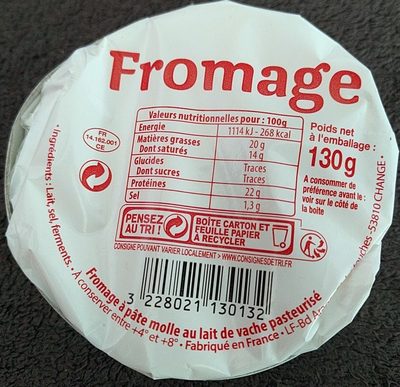 Fromage
Valeurs nutritionnelles pour : 100g
Energie 1114 kJ - 268 kcal
Matières grasses 20 g
Dont saturés 14 g
Glucides Traces
Dont sucres Traces
Protéines 22 g
Sel 1,3 g
Poids net
à l'emballage :
130g
A consommer de
préférence avant le :
voir sur le côté de
la boite
FR
14.162.001
CE
PENSEZ
AU TRI !
BOÎTE CARTON ET
FEUILLE PAPIER
À RECYCLER
CONSIGNE POUVANT VARIER LOCALEMENT > WWW.CONSIGNESDETRI.FR
3 228021 130132
• Ingrédients : Lait, sel, ferments. •
Fromage à pâte molle au lait de vache pasteurisé
À conserver entre +4° et +8° • Fabriqué en France • LF-Bd
53810 CHANGÉ •